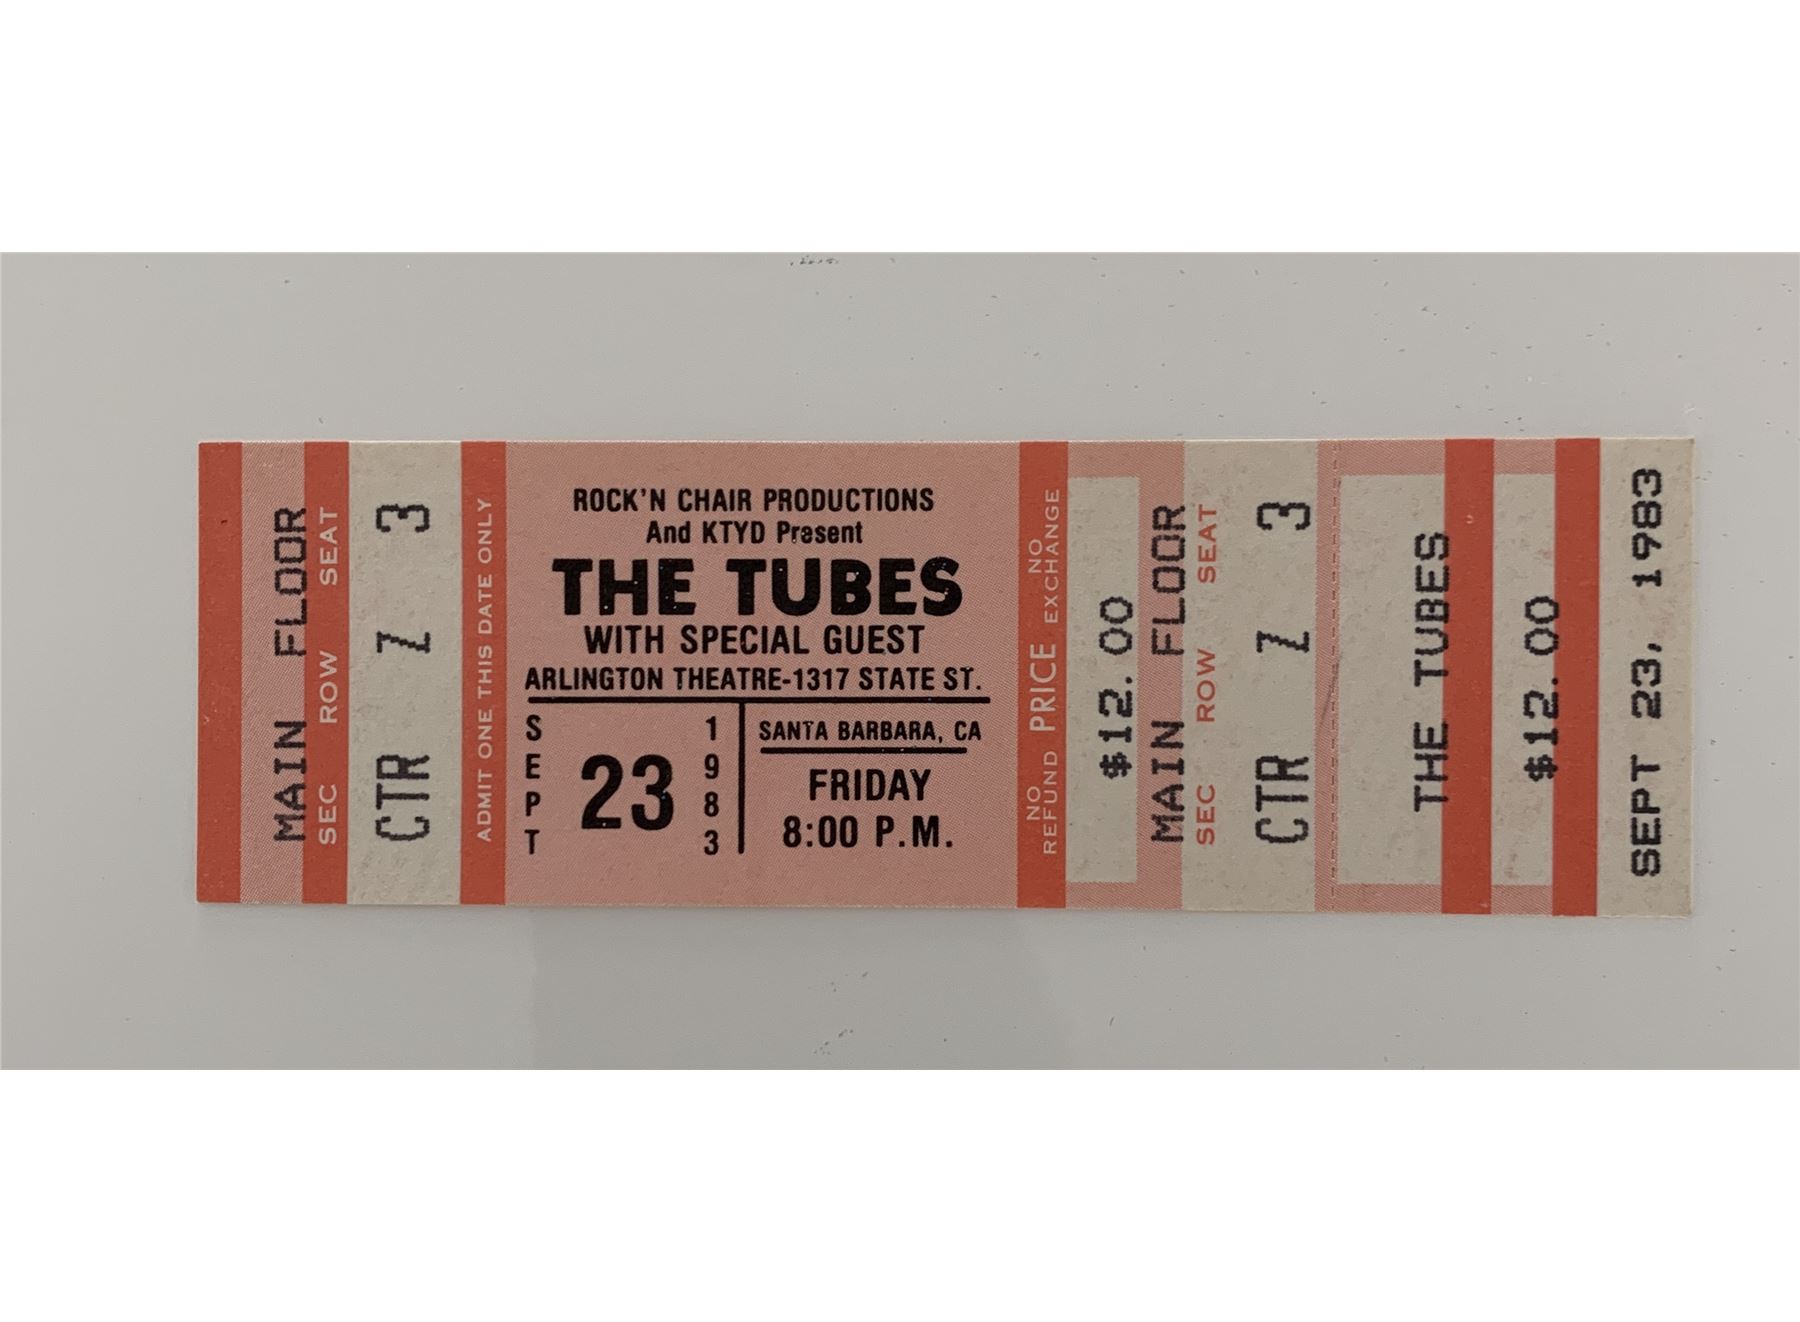 MAIN FLOOR
SEC ROW SEAT
CTR Z 3
ADMIT ONE THIS DATE ONLY
ROCK'N CHAIR PRODUCTIONS
And KTYD Present
THE TUBES
WITH SPECIAL GUEST
ARLINGTON THEATRE-1317 STATE ST.
SEPT 23 1983
SANTA BARBARA, CA
FRIDAY
8:00 P.M.
NO REFUND PRICE NO EXCHANGE
$12.00
MAIN FLOOR
SEC ROW SEAT
CTR Z 3
THE TUBES
$12.00
SEPT 23, 1983